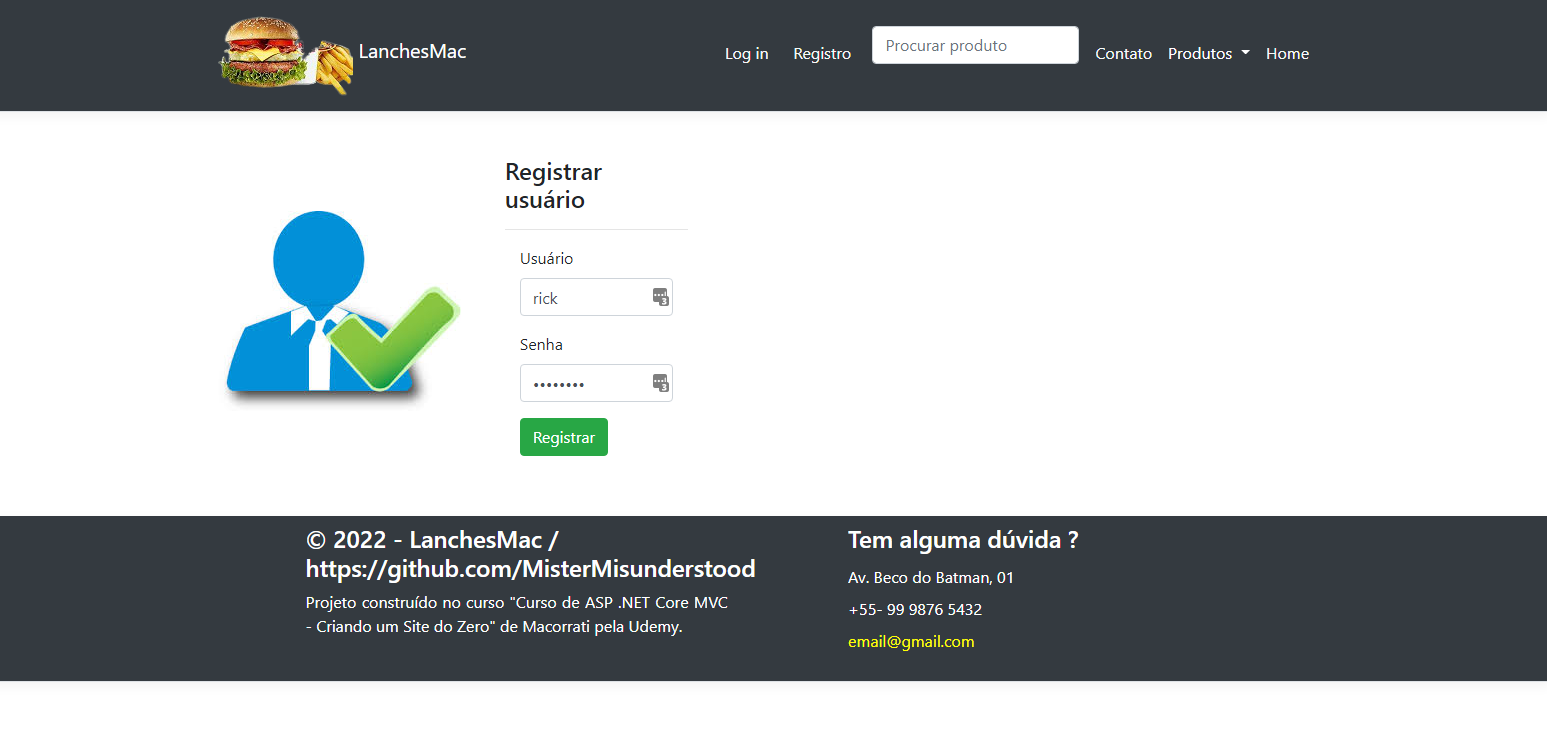 LanchesMac
Log in
Registro
Procurar produto
Contato
Produtos
Home
Registrar
usuário
Usuário
rick
Senha
••••••••
Registrar
© 2022 - LanchesMac /
https://github.com/MisterMisunderstood
Projeto construído no curso "Curso de ASP .NET Core MVC
- Criando um Site do Zero" de Macorrati pela Udemy.
Tem alguma dúvida ?
Av. Beco do Batman, 01
+55- 99 9876 5432
email@gmail.com